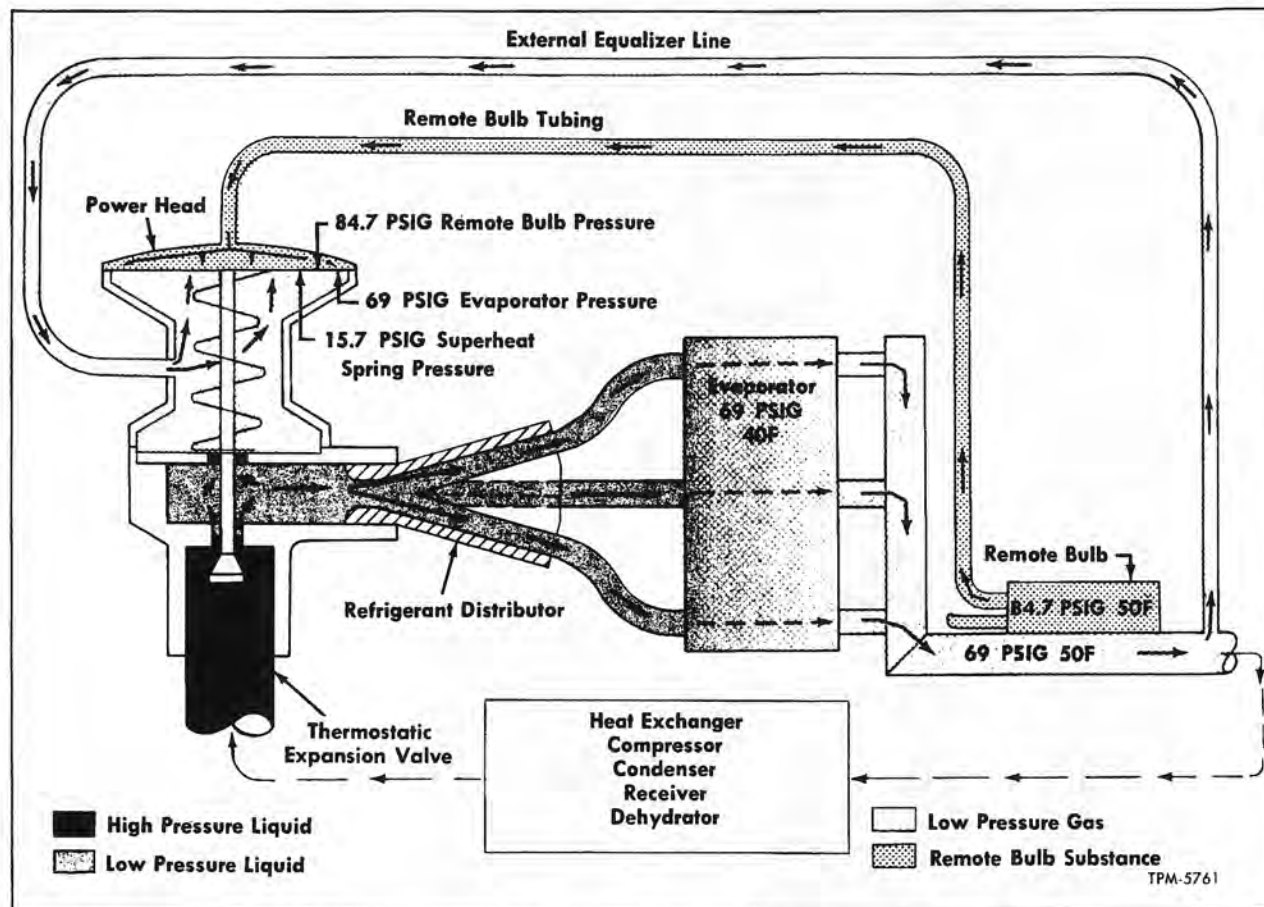 External Equalizer Line
Remote Bulb Tubing
Power Head
84.7 PSIG Remote Bulb Pressure
69 PSIG Evaporator Pressure
15.7 PSIG Superheat
Spring Pressure
Evaporator
69 PSIG
40F
Refrigerant Distributor
Remote Bulb
84.7 PSIG 50F
69 PSIG 50F
Thermostatic
Expansion Valve
Heat Exchanger
Compressor
Condenser
Receiver
Dehydrator
High Pressure Liquid
Low Pressure Liquid
Low Pressure Gas
Remote Bulb Substance
TPM-5761